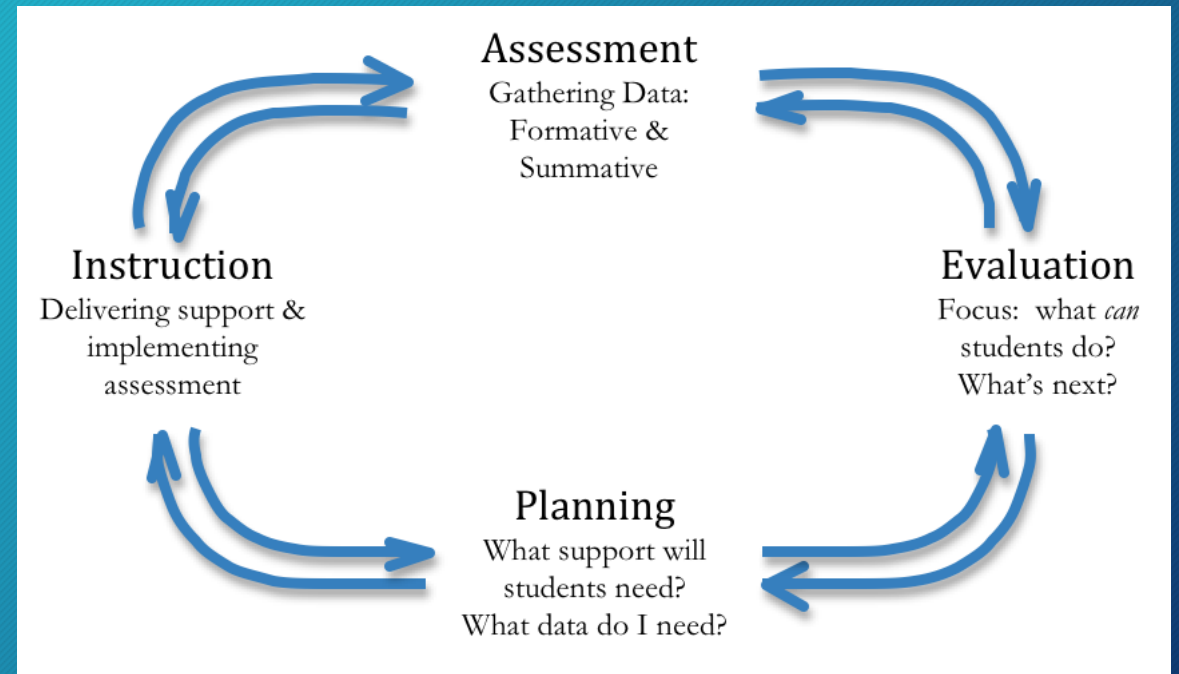 Assessment
Gathering Data:
Formative &
Summative
Instruction
Delivering support &
implementing
assessment
Evaluation
Focus:  what can
students do?
What’s next?
Planning
What support will
students need?
What data do I need?